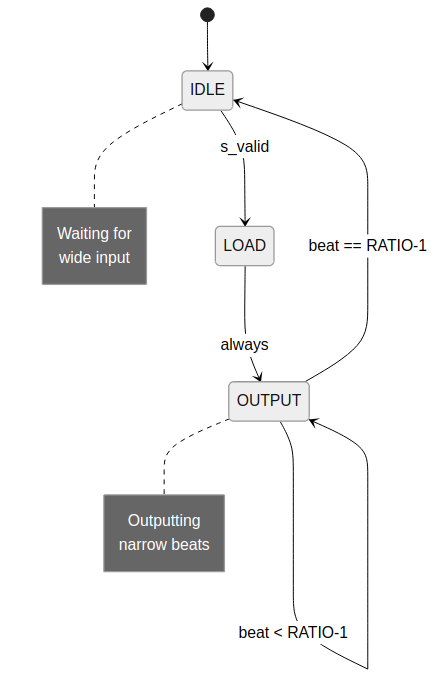 IDLE
s_valid
Waiting for
wide input
LOAD
beat == RATIO-1
always
OUTPUT
Outputting
narrow beats
beat < RATIO-1